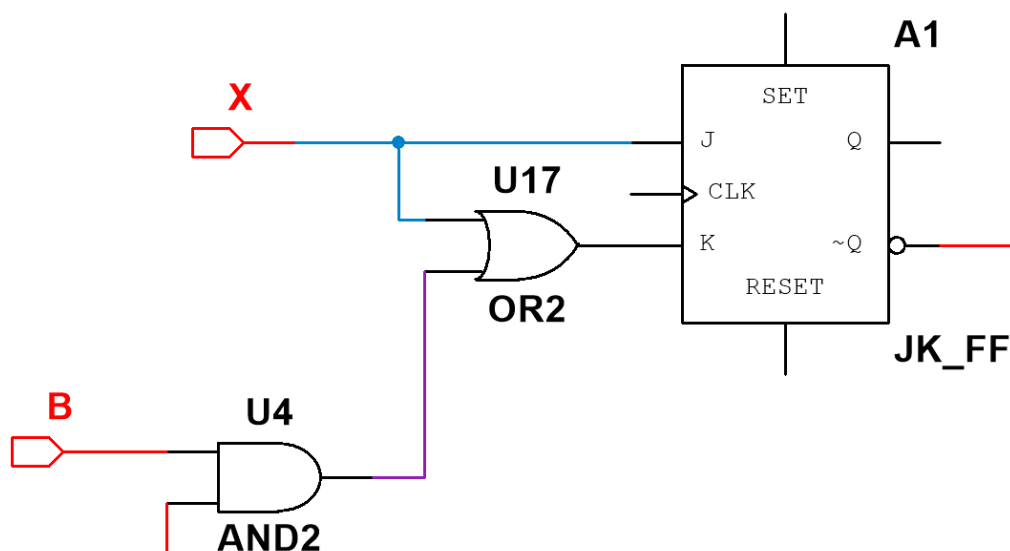 A1
SET
X
J
Q
U17
CLK
K
~Q
RESET
OR2
JK_FF
B
U4
AND2